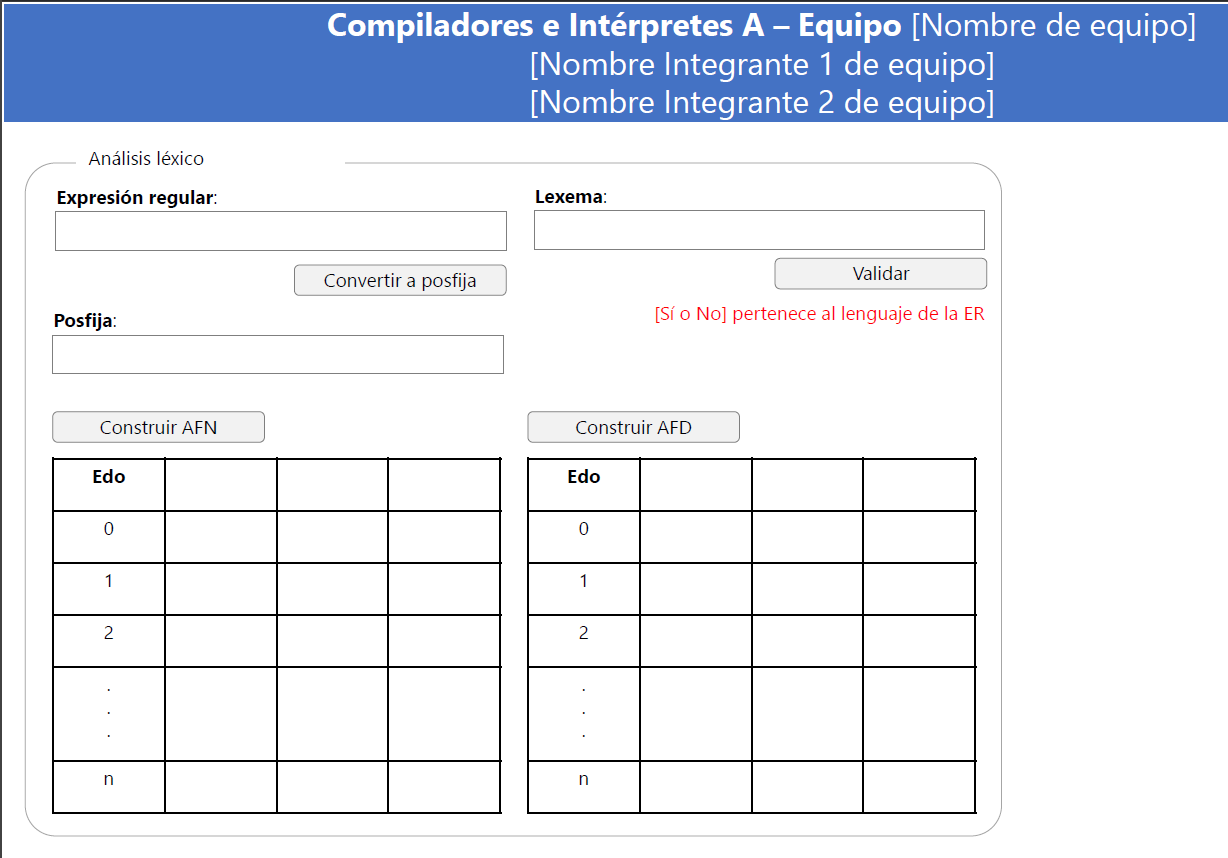 Compiladores e Intérpretes A – Equipo [Nombre de equipo]
[Nombre Integrante 1 de equipo]
[Nombre Integrante 2 de equipo]
Análisis léxico
Expresión regular:
Convertir a posfija
Posfija:
Lexema:
Validar
[Sí o No] pertenece al lenguaje de la ER
Construir AFN
Edo
0
1
2
.
.
.
n
Construir AFD
Edo
0
1
2
.
.
.
n